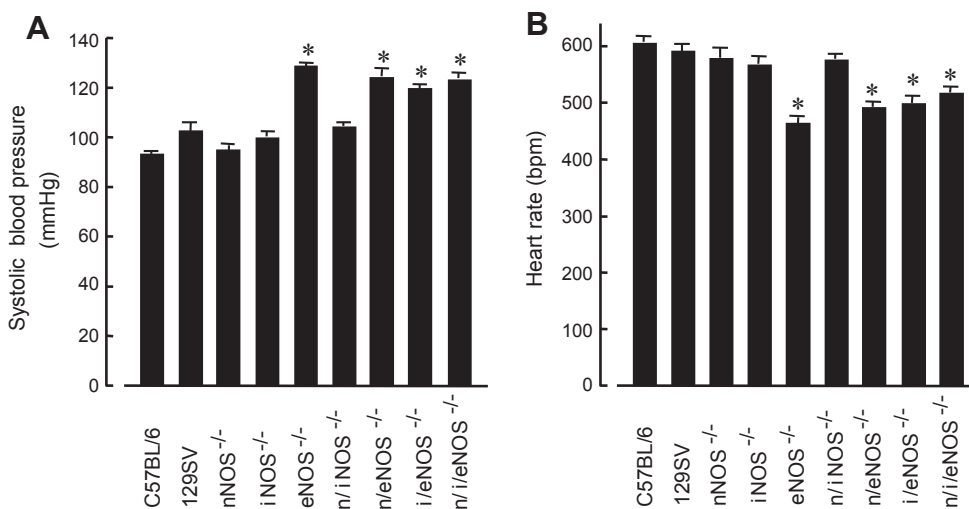 A
Systolic blood pressure
(mmHg)
140
120
100
80
60
40
20
0
* * * *
C57BL/6
129SV
nNOS -/-
iNOS -/-
eNOS -/-
n/iNOS -/-
n/eNOS -/-
i/eNOS -/-
n/i/eNOS -/-
B
Heart rate (bpm)
600
500
400
300
200
100
0
* * * *
C57BL/6
129SV
nNOS -/-
iNOS -/-
eNOS -/-
n/iNOS -/-
n/eNOS -/-
i/eNOS -/-
n/i/eNOS -/-